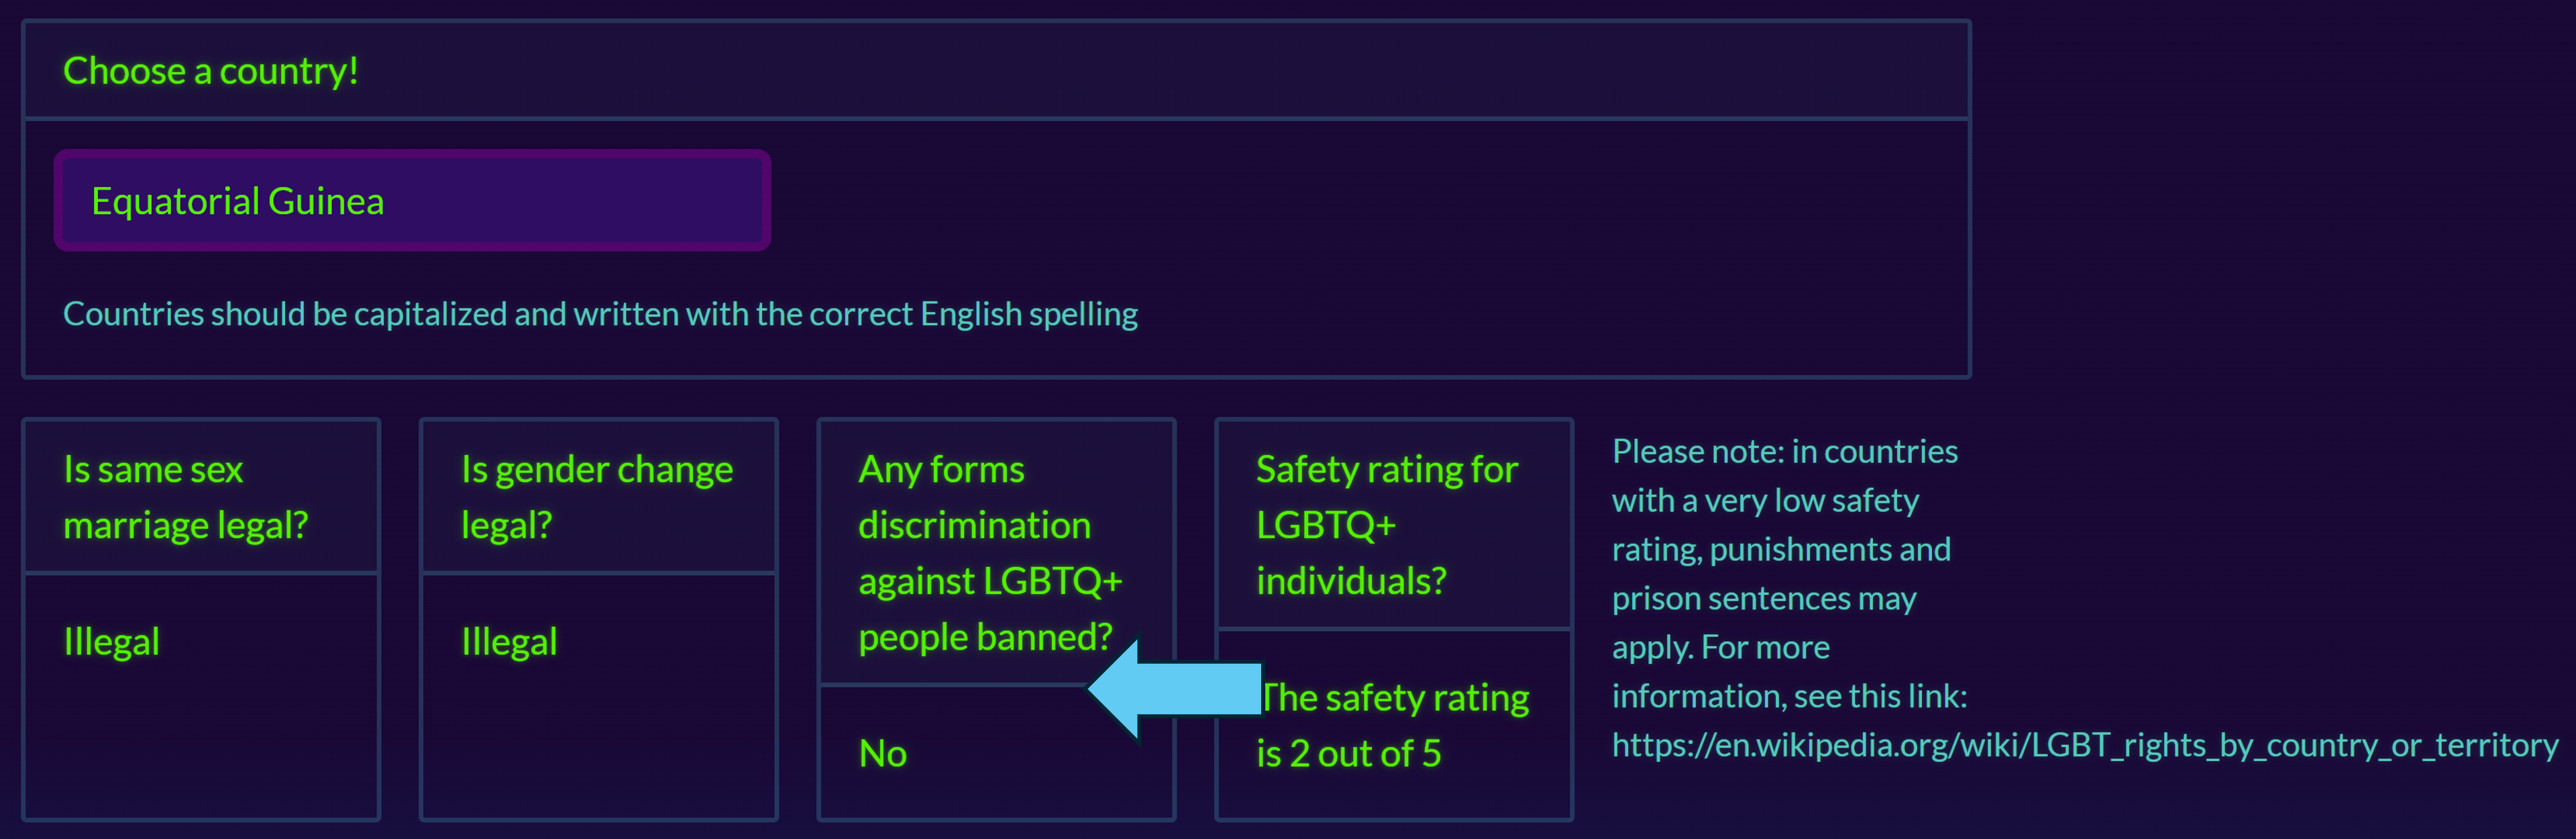 Choose a country!
Equatorial Guinea
Countries should be capitalized and written with the correct English spelling
Is same sex
marriage legal?
Illegal
Is gender change
legal?
Illegal
Any forms
discrimination
against LGBTQ+
people banned?
No
Safety rating for
LGBTQ+
individuals?
The safety rating
is 2 out of 5
Please note: in countries
with a very low safety
rating, punishments and
prison sentences may
apply. For more
information, see this link:
https://en.wikipedia.org/wiki/LGBT_rights_by_country_or_territory